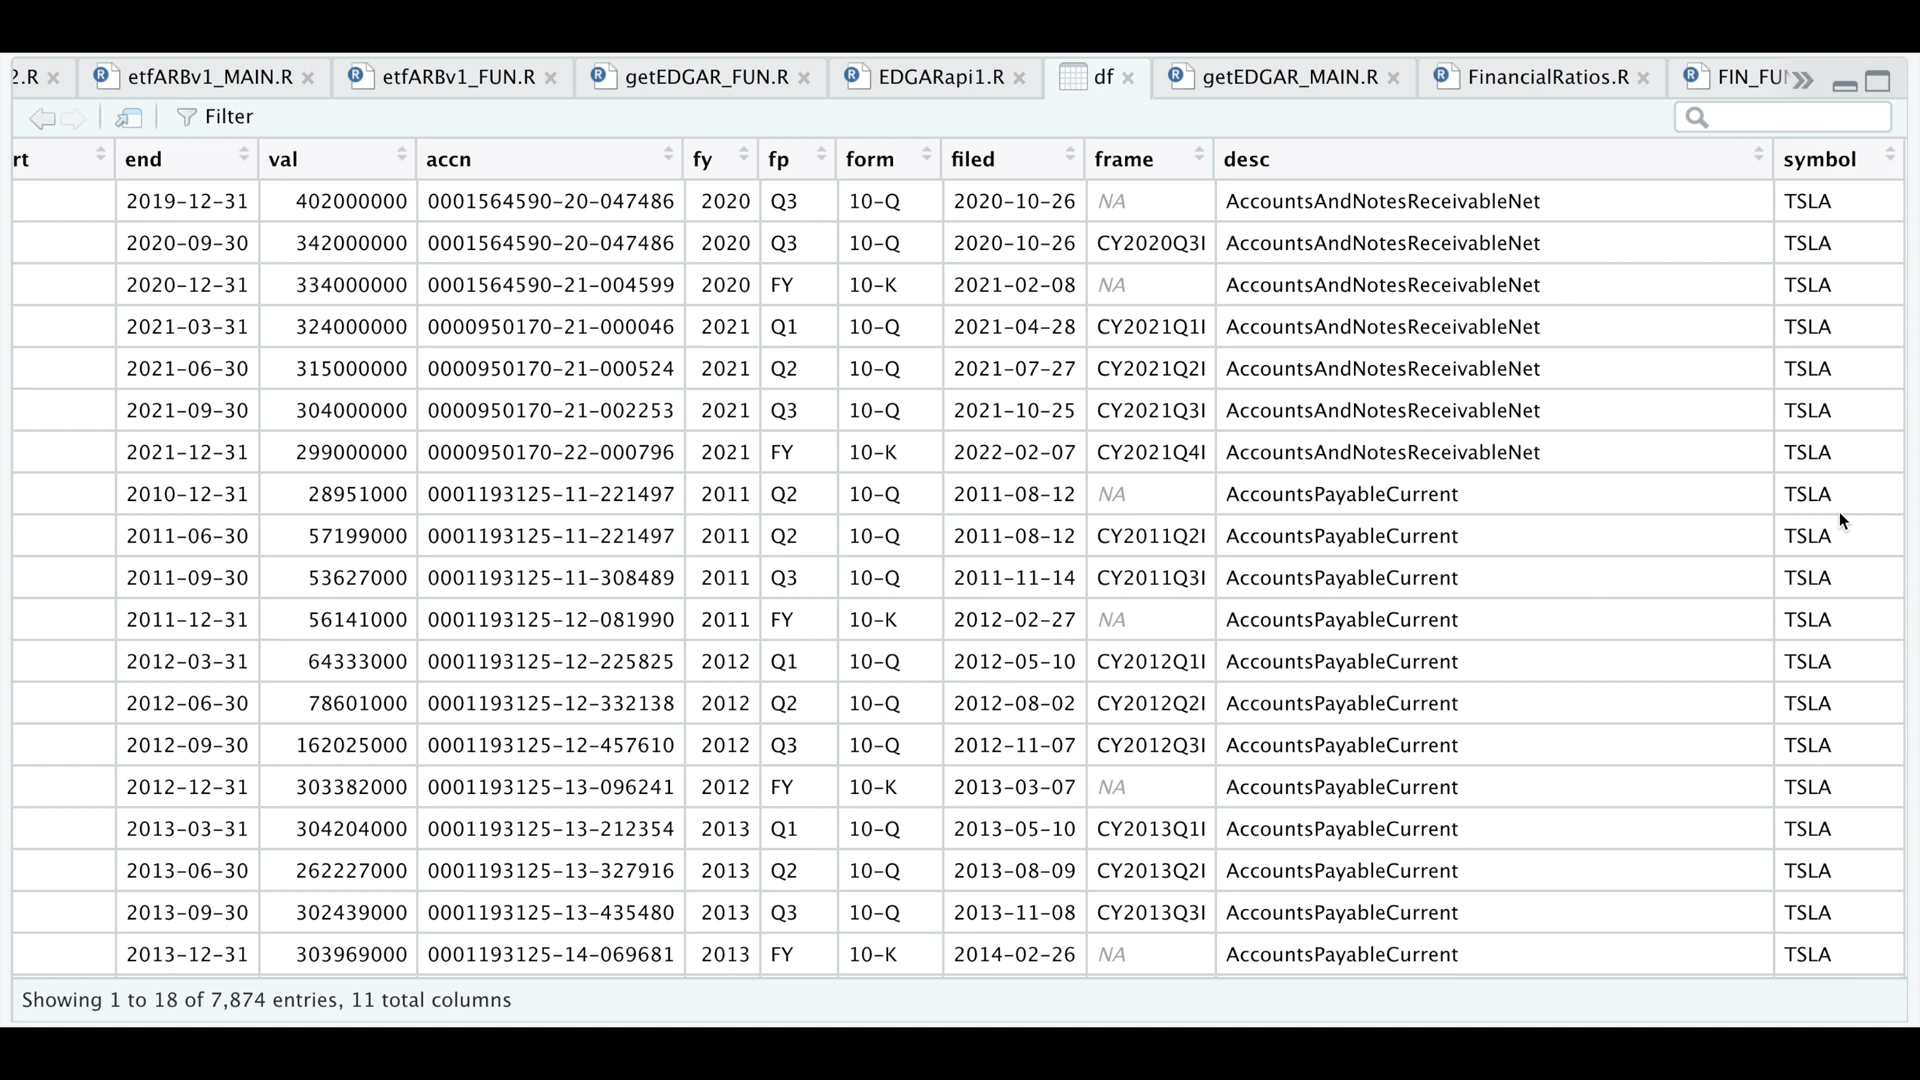 2.R etfARBv1_MAIN.R etfARBv1_FUN.R getEDGAR_FUN.R EDGARapi1.R df getEDGAR_MAIN.R FinancialRatios.R FIN_FUN
Filter
rt end val accn fy fp form filed frame desc symbol
2019-12-31 402000000 0001564590-20-047486 2020 Q3 10-Q 2020-10-26 NA AccountsAndNotesReceivableNet TSLA
2020-09-30 342000000 0001564590-20-047486 2020 Q3 10-Q 2020-10-26 CY2020Q3I AccountsAndNotesReceivableNet TSLA
2020-12-31 334000000 0001564590-21-004599 2020 FY 10-K 2021-02-08 NA AccountsAndNotesReceivableNet TSLA
2021-03-31 324000000 0000950170-21-000046 2021 Q1 10-Q 2021-04-28 CY2021Q1I AccountsAndNotesReceivableNet TSLA
2021-06-30 315000000 0000950170-21-000524 2021 Q2 10-Q 2021-07-27 CY2021Q2I AccountsAndNotesReceivableNet TSLA
2021-09-30 304000000 0000950170-21-002253 2021 Q3 10-Q 2021-10-25 CY2021Q3I AccountsAndNotesReceivableNet TSLA
2021-12-31 299000000 0000950170-22-000796 2021 FY 10-K 2022-02-07 CY2021Q4I AccountsAndNotesReceivableNet TSLA
2010-12-31 28951000 0001193125-11-221497 2011 Q2 10-Q 2011-08-12 NA AccountsPayableCurrent TSLA
2011-06-30 57199000 0001193125-11-221497 2011 Q2 10-Q 2011-08-12 CY2011Q2I AccountsPayableCurrent TSLA
2011-09-30 53627000 0001193125-11-308489 2011 Q3 10-Q 2011-11-14 CY2011Q3I AccountsPayableCurrent TSLA
2011-12-31 56141000 0001193125-12-081990 2011 FY 10-K 2012-02-27 NA AccountsPayableCurrent TSLA
2012-03-31 64333000 0001193125-12-225825 2012 Q1 10-Q 2012-05-10 CY2012Q1I AccountsPayableCurrent TSLA
2012-06-30 78601000 0001193125-12-332138 2012 Q2 10-Q 2012-08-02 CY2012Q2I AccountsPayableCurrent TSLA
2012-09-30 162025000 0001193125-12-457610 2012 Q3 10-Q 2012-11-07 CY2012Q3I AccountsPayableCurrent TSLA
2012-12-31 303382000 0001193125-13-096241 2012 FY 10-K 2013-03-07 NA AccountsPayableCurrent TSLA
2013-03-31 304204000 0001193125-13-212354 2013 Q1 10-Q 2013-05-10 CY2013Q1I AccountsPayableCurrent TSLA
2013-06-30 262227000 0001193125-13-327916 2013 Q2 10-Q 2013-08-09 CY2013Q2I AccountsPayableCurrent TSLA
2013-09-30 302439000 0001193125-13-435480 2013 Q3 10-Q 2013-11-08 CY2013Q3I AccountsPayableCurrent TSLA
2013-12-31 303969000 0001193125-14-069681 2013 FY 10-K 2014-02-26 NA AccountsPayableCurrent TSLA
Showing 1 to 18 of 7,874 entries, 11 total columns